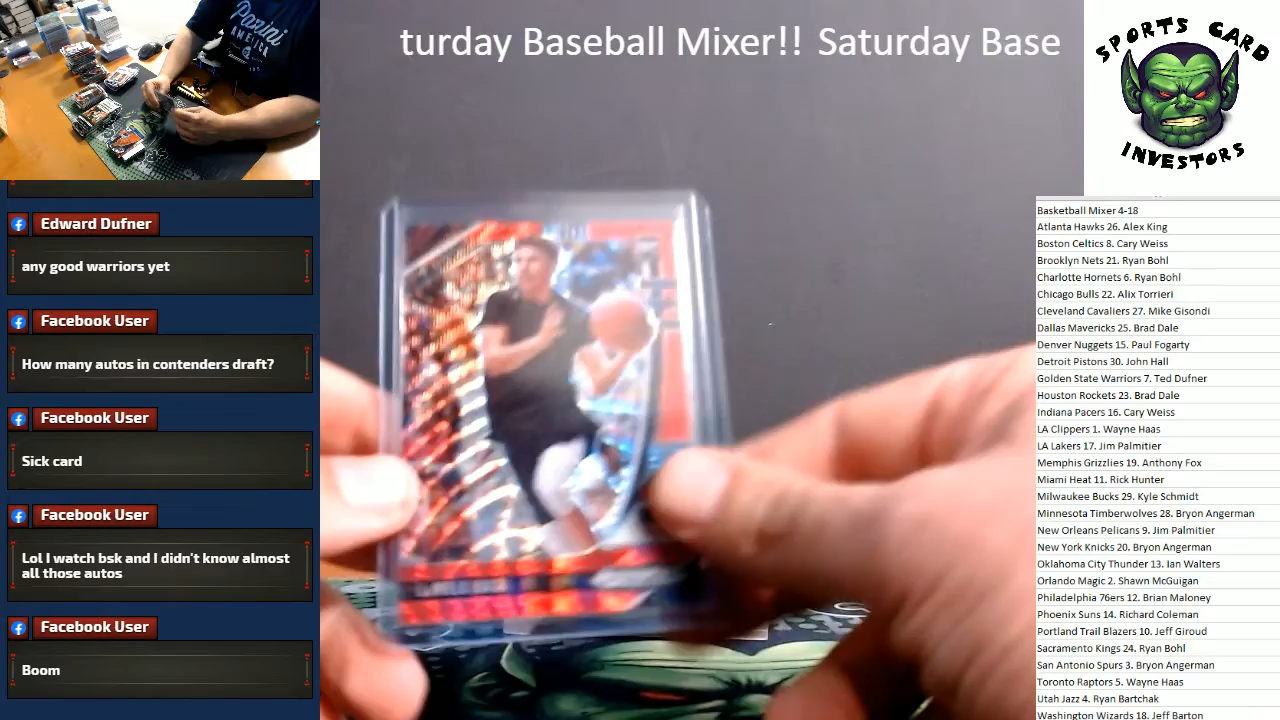 turday Baseball Mixer!! Saturday Base
Panini
AMERICA
SPORTS CARD
INVESTORS
Edward Dufner
any good warriors yet
Facebook User
How many autos in contenders draft?
Facebook User
Sick card
Facebook User
Lol I watch bsk and I didn't know almost
all those autos
Facebook User
Boom
Basketball Mixer 4-18
Atlanta Hawks 26. Alex King
Boston Celtics 8. Cary Weiss
Brooklyn Nets 21. Ryan Bohl
Charlotte Hornets 6. Ryan Bohl
Chicago Bulls 22. Alix Torrieri
Cleveland Cavaliers 27. Mike Gisondi
Dallas Mavericks 25. Brad Dale
Denver Nuggets 15. Paul Fogarty
Detroit Pistons 30. John Hall
Golden State Warriors 7. Ted Dufner
Houston Rockets 23. Brad Dale
Indiana Pacers 16. Cary Weiss
LA Clippers 1. Wayne Haas
LA Lakers 17. Jim Palmitier
Memphis Grizzlies 19. Anthony Fox
Miami Heat 11. Rick Hunter
Milwaukee Bucks 29. Kyle Schmidt
Minnesota Timberwolves 28. Bryon Angerman
New Orleans Pelicans 9. Jim Palmitier
New York Knicks 20. Bryon Angerman
Oklahoma City Thunder 13. Ian Walters
Orlando Magic 2. Shawn McGuigan
Philadelphia 76ers 12. Brian Maloney
Phoenix Suns 14. Richard Coleman
Portland Trail Blazers 10. Jeff Giroud
Sacramento Kings 24. Ryan Bohl
San Antonio Spurs 3. Bryon Angerman
Toronto Raptors 5. Wayne Haas
Utah Jazz 4. Ryan Bartchak
Washington Wizards 18. Jeff Barton